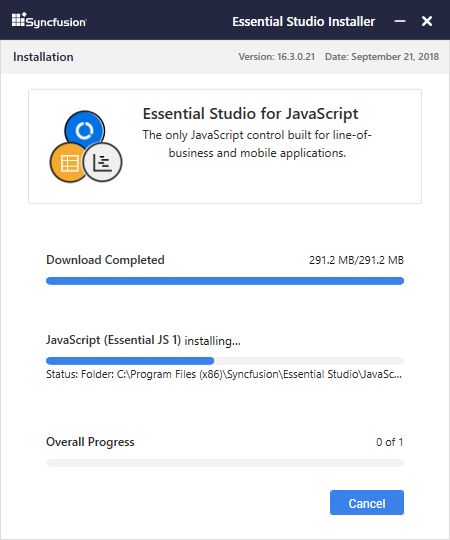 Syncfusion® Essential Studio Installer
Installation Version: 16.3.0.21 Date: September 21, 2018
Essential Studio for JavaScript
The only JavaScript control built for line-of-
business and mobile applications.
Download Completed 291.2 MB/291.2 MB
JavaScript (Essential JS 1) installing...
Status: Folder: C:\Program Files (x86)\Syncfusion\Essential Studio\JavaSc...
Overall Progress 0 of 1
Cancel